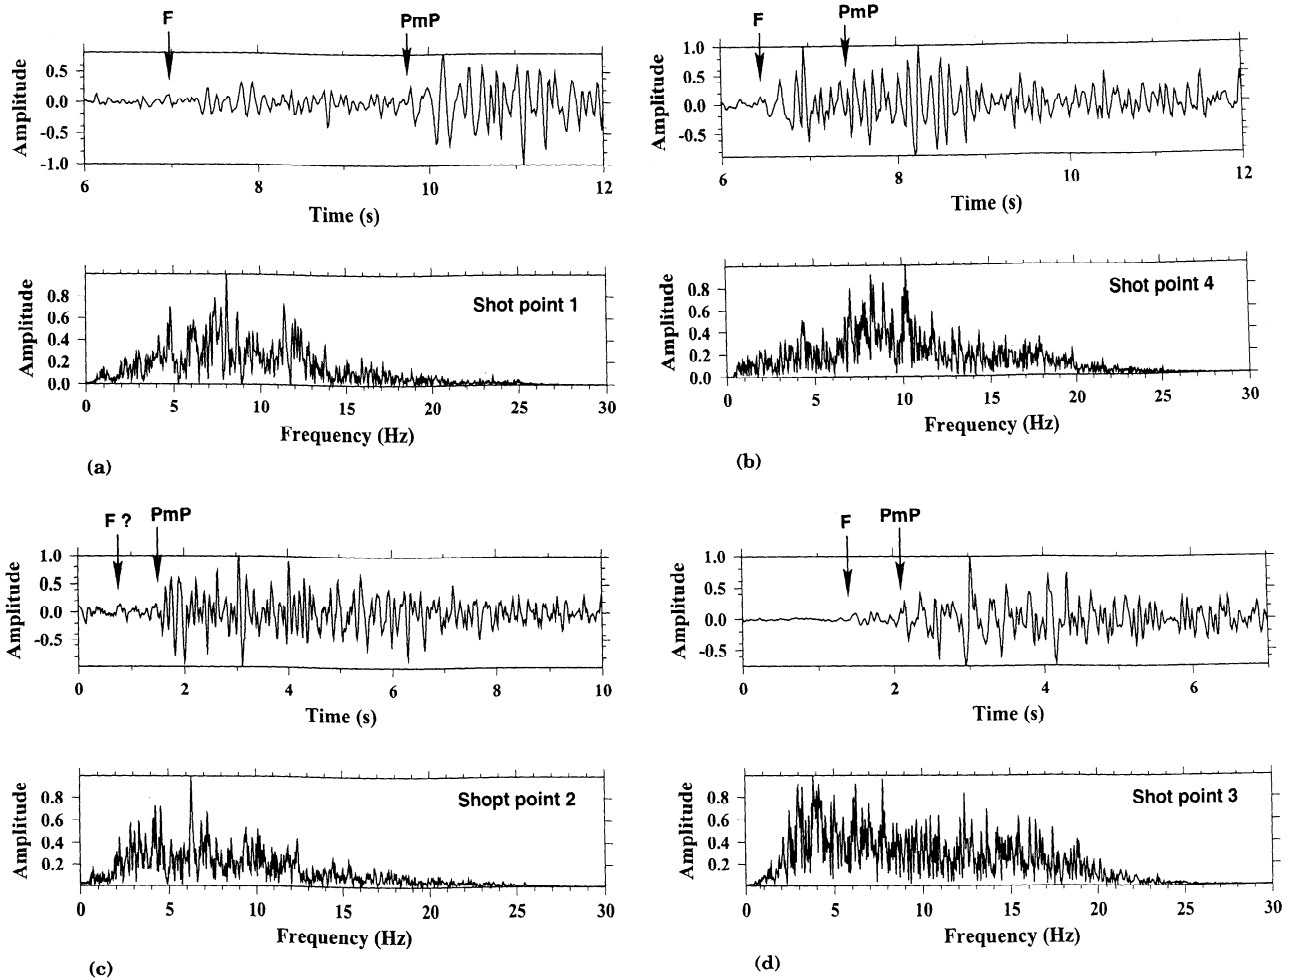 F PmP
Amplitude
0.5
0.0
-0.5
-1.0
6 8 10 12
Time (s)
F PmP
Amplitude
1.0
0.5
0.0
-0.5
6 8 10 12
Time (s)
Shot point 1
Amplitude
0.8
0.6
0.4
0.2
0.0
0 5 10 15 20 25 30
Frequency (Hz)
(a)
Shot point 4
Amplitude
0.8
0.6
0.4
0.2
0.0
0 5 10 15 20 25 30
Frequency (Hz)
(b)
F ? PmP
Amplitude
1.0
0.5
0.0
-0.5
0 2 4 6 8 10
Time (s)
F PmP
Amplitude
1.0
0.5
0.0
-0.5
0 2 4 6
Time (s)
Shopt point 2
Amplitude
0.8
0.6
0.4
0.2
0 5 10 15 20 25 30
Frequency (Hz)
(c)
Shot point 3
Amplitude
0.8
0.6
0.4
0.2
0 5 10 15 20 25 30
Frequency (Hz)
(d)